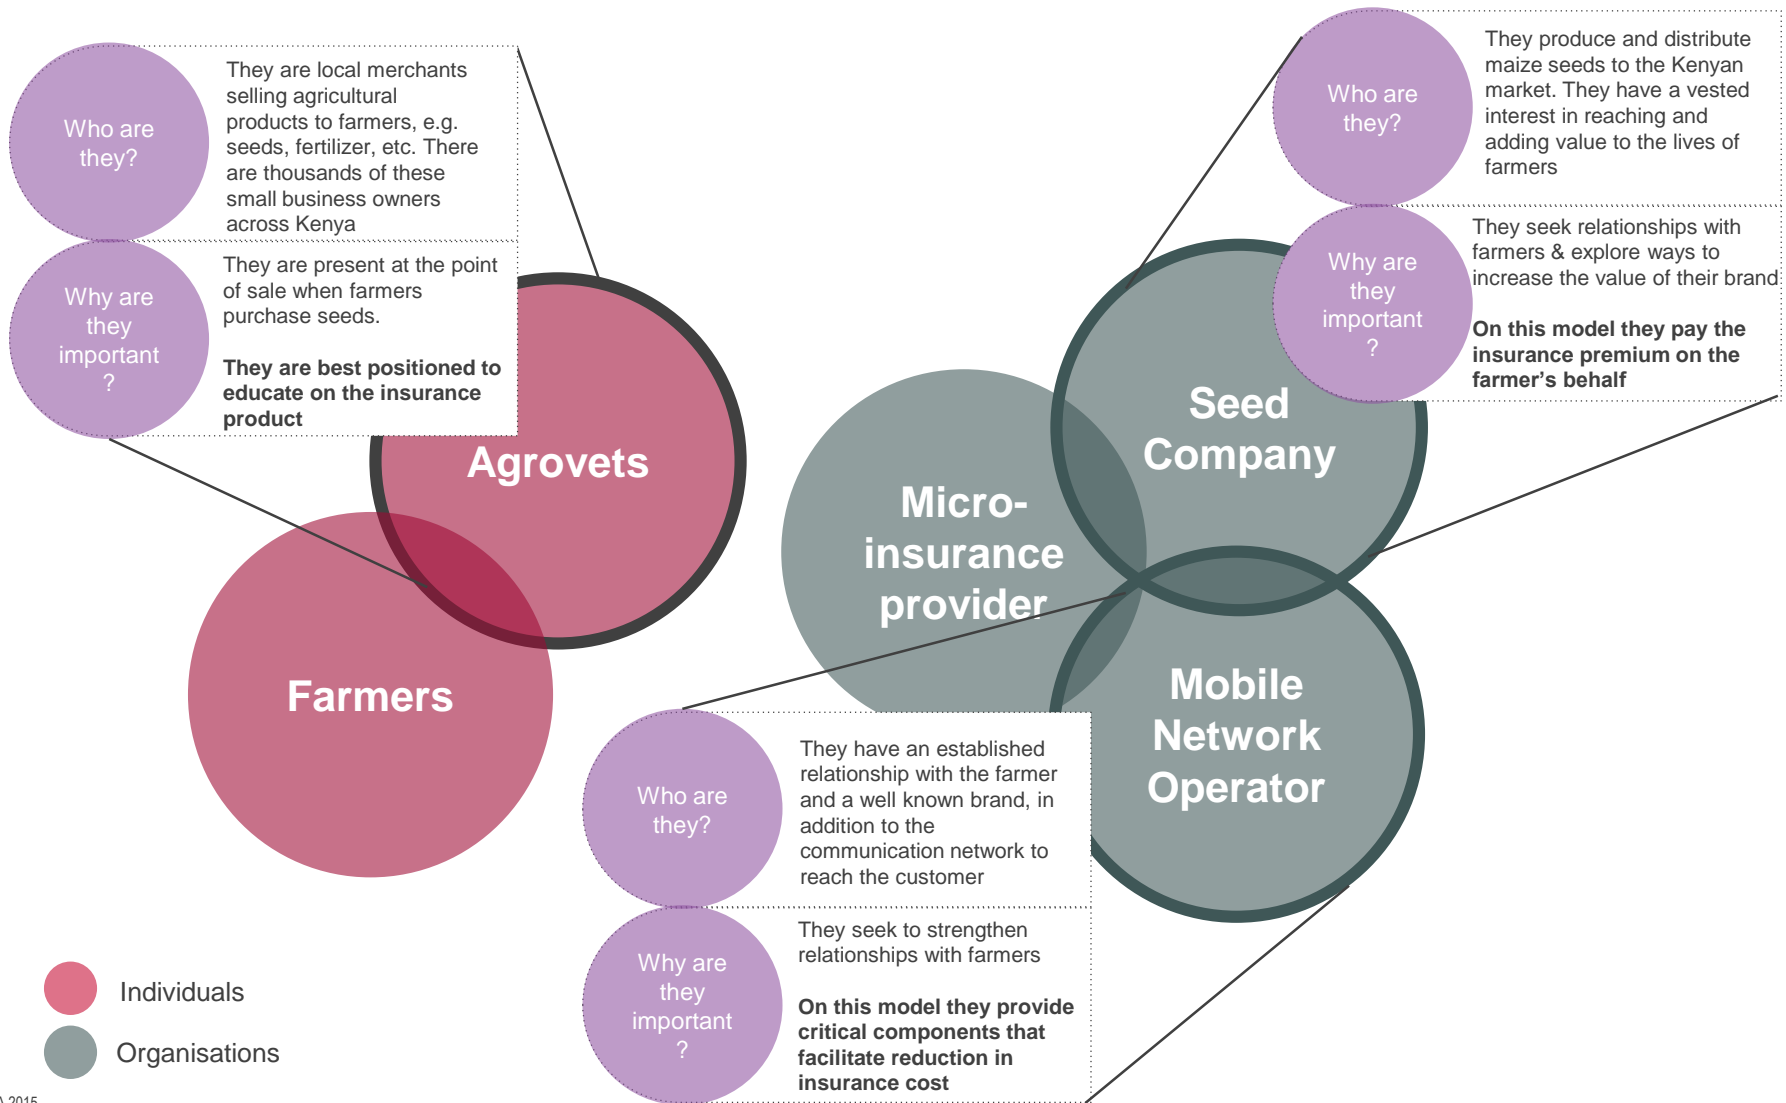 Who are
they?
They are local merchants
selling agricultural
products to farmers, e.g.
seeds, fertilizer, etc. There
are thousands of these
small business owners
across Kenya
Why are
they
important
?
They are present at the point
of sale when farmers
purchase seeds.
They are best positioned to
educate on the insurance
product
Agrovets
Farmers
Who are
they?
They produce and distribute
maize seeds to the Kenyan
market. They have a vested
interest in reaching and
adding value to the lives of
farmers
Why are
they
important
?
They seek relationships with
farmers & explore ways to
increase the value of their brand
On this model they pay the
insurance premium on the
farmer’s behalf
Seed
Company
Micro-
insurance
provider
Mobile
Network
Operator
Who are
they?
They have an established
relationship with the farmer
and a well known brand, in
addition to the
communication network to
reach the customer
Why are
they
important
?
They seek to strengthen
relationships with farmers
On this model they provide
critical components that
facilitate reduction in
insurance cost
Individuals
Organisations
2015